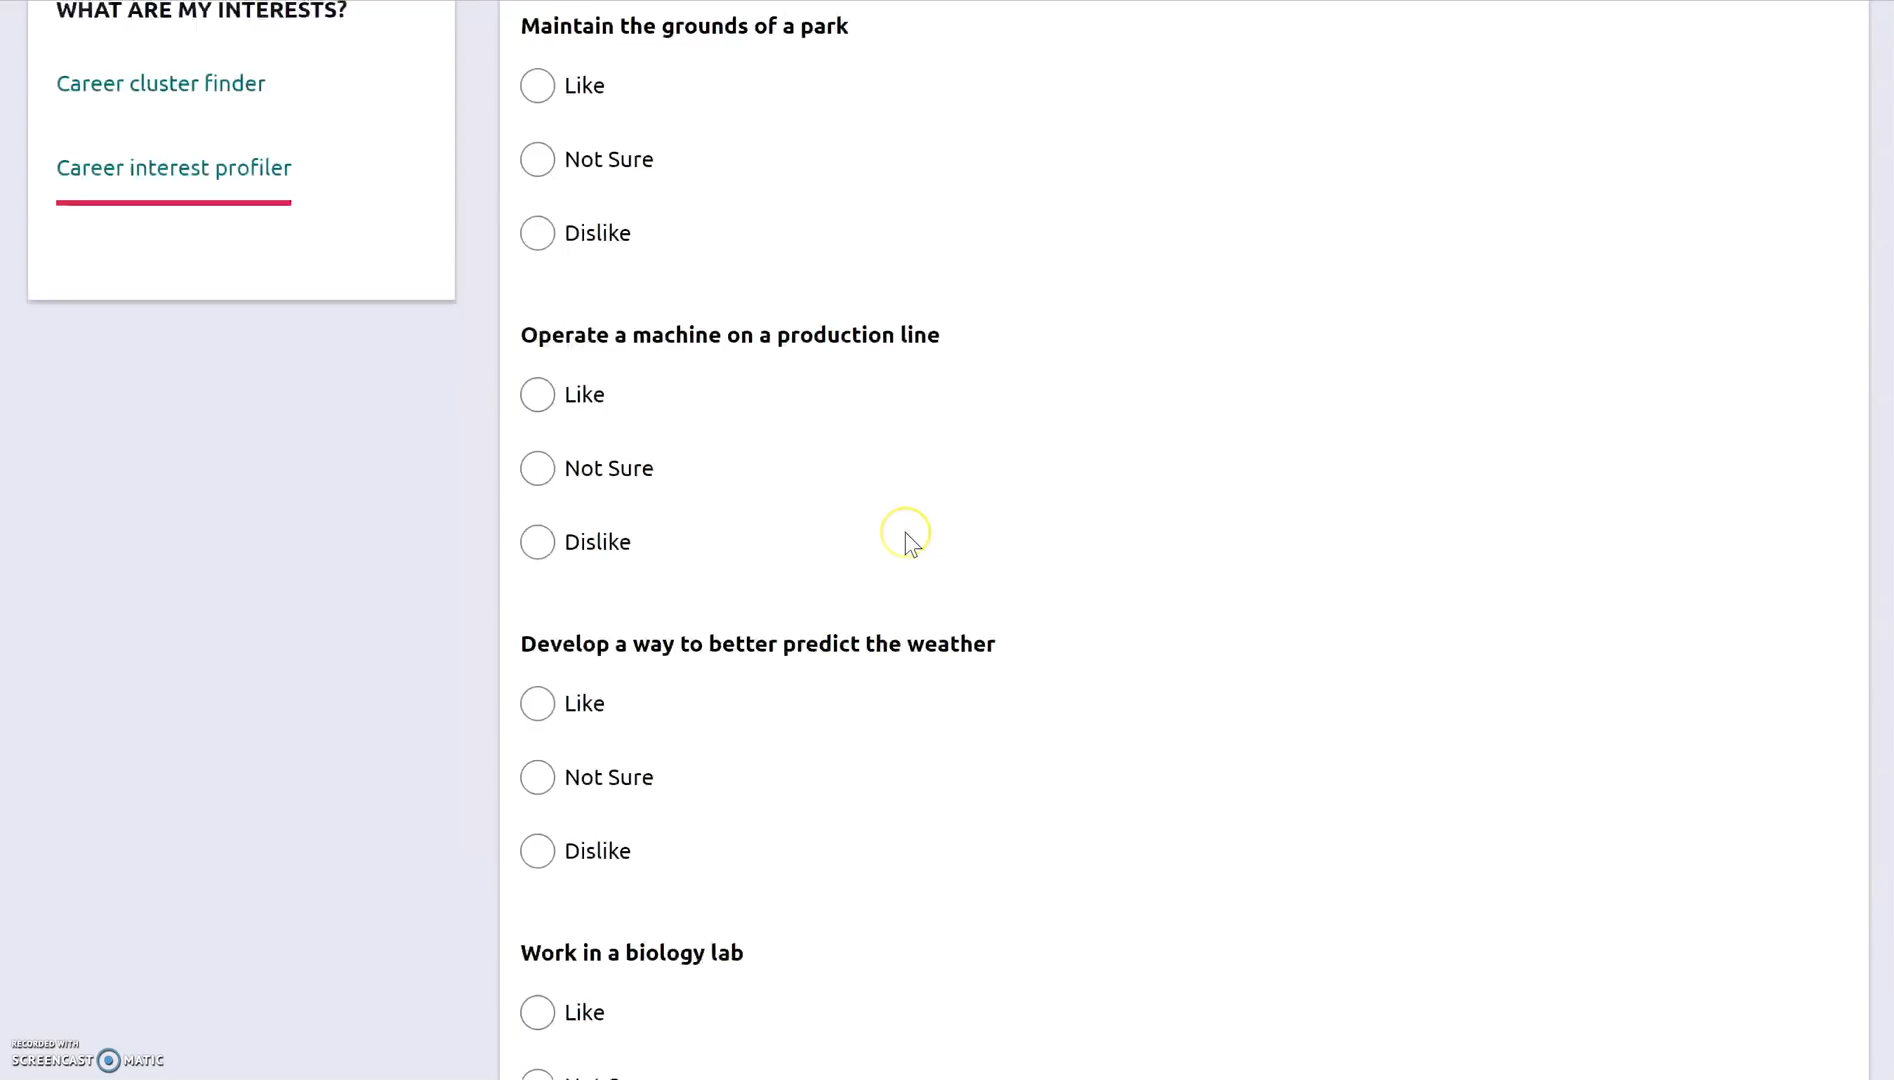 WHAT ARE MY INTERESTS?
Career cluster finder
Career interest profiler
Maintain the grounds of a park
Like
Not Sure
Dislike
Operate a machine on a production line
Like
Not Sure
Dislike
Develop a way to better predict the weather
Like
Not Sure
Dislike
Work in a biology lab
Like
RECORDED WITH
SCREENCAST MATIC